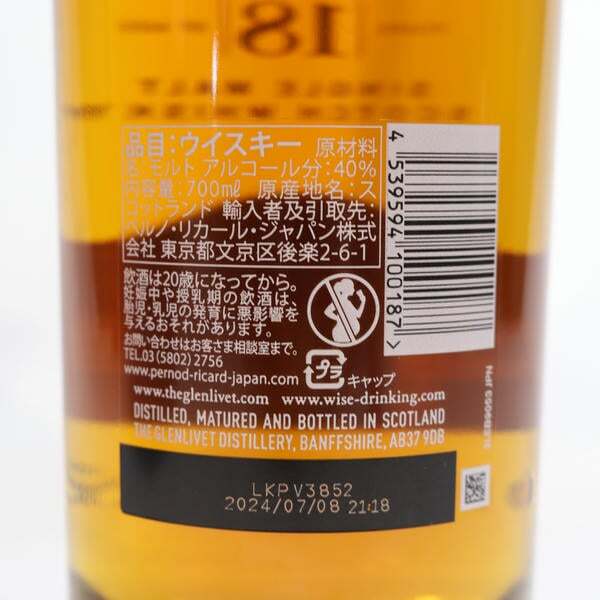 18
SINGLE MALT
品目:ウイスキー 原材料
名:モルト アルコール分:40%
内容量:700mℓ 原産地名:ス
コットランド 輸入者及引取先:
ペルノ・リカール・ジャパン株式
会社 東京都文京区後楽2-6-1
飲酒は20歳になってから。
妊娠中や授乳期の飲酒は、
胎児・乳児の発育に悪影響を
与えるおそれがあります。
お問い合わせはお客さま相談室まで。
TEL.03 (5802) 2756
www.pernod-ricard-japan.com
プラ キャップ
www.theglenlivet.com www.wise-drinking.com
DISTILLED, MATURED AND BOTTLED IN SCOTLAND
THE GLENLIVET DISTILLERY, BANFFSHIRE, AB37 9DB
4 539594 100187 >
LKPV3852
2024/07/08 21:18